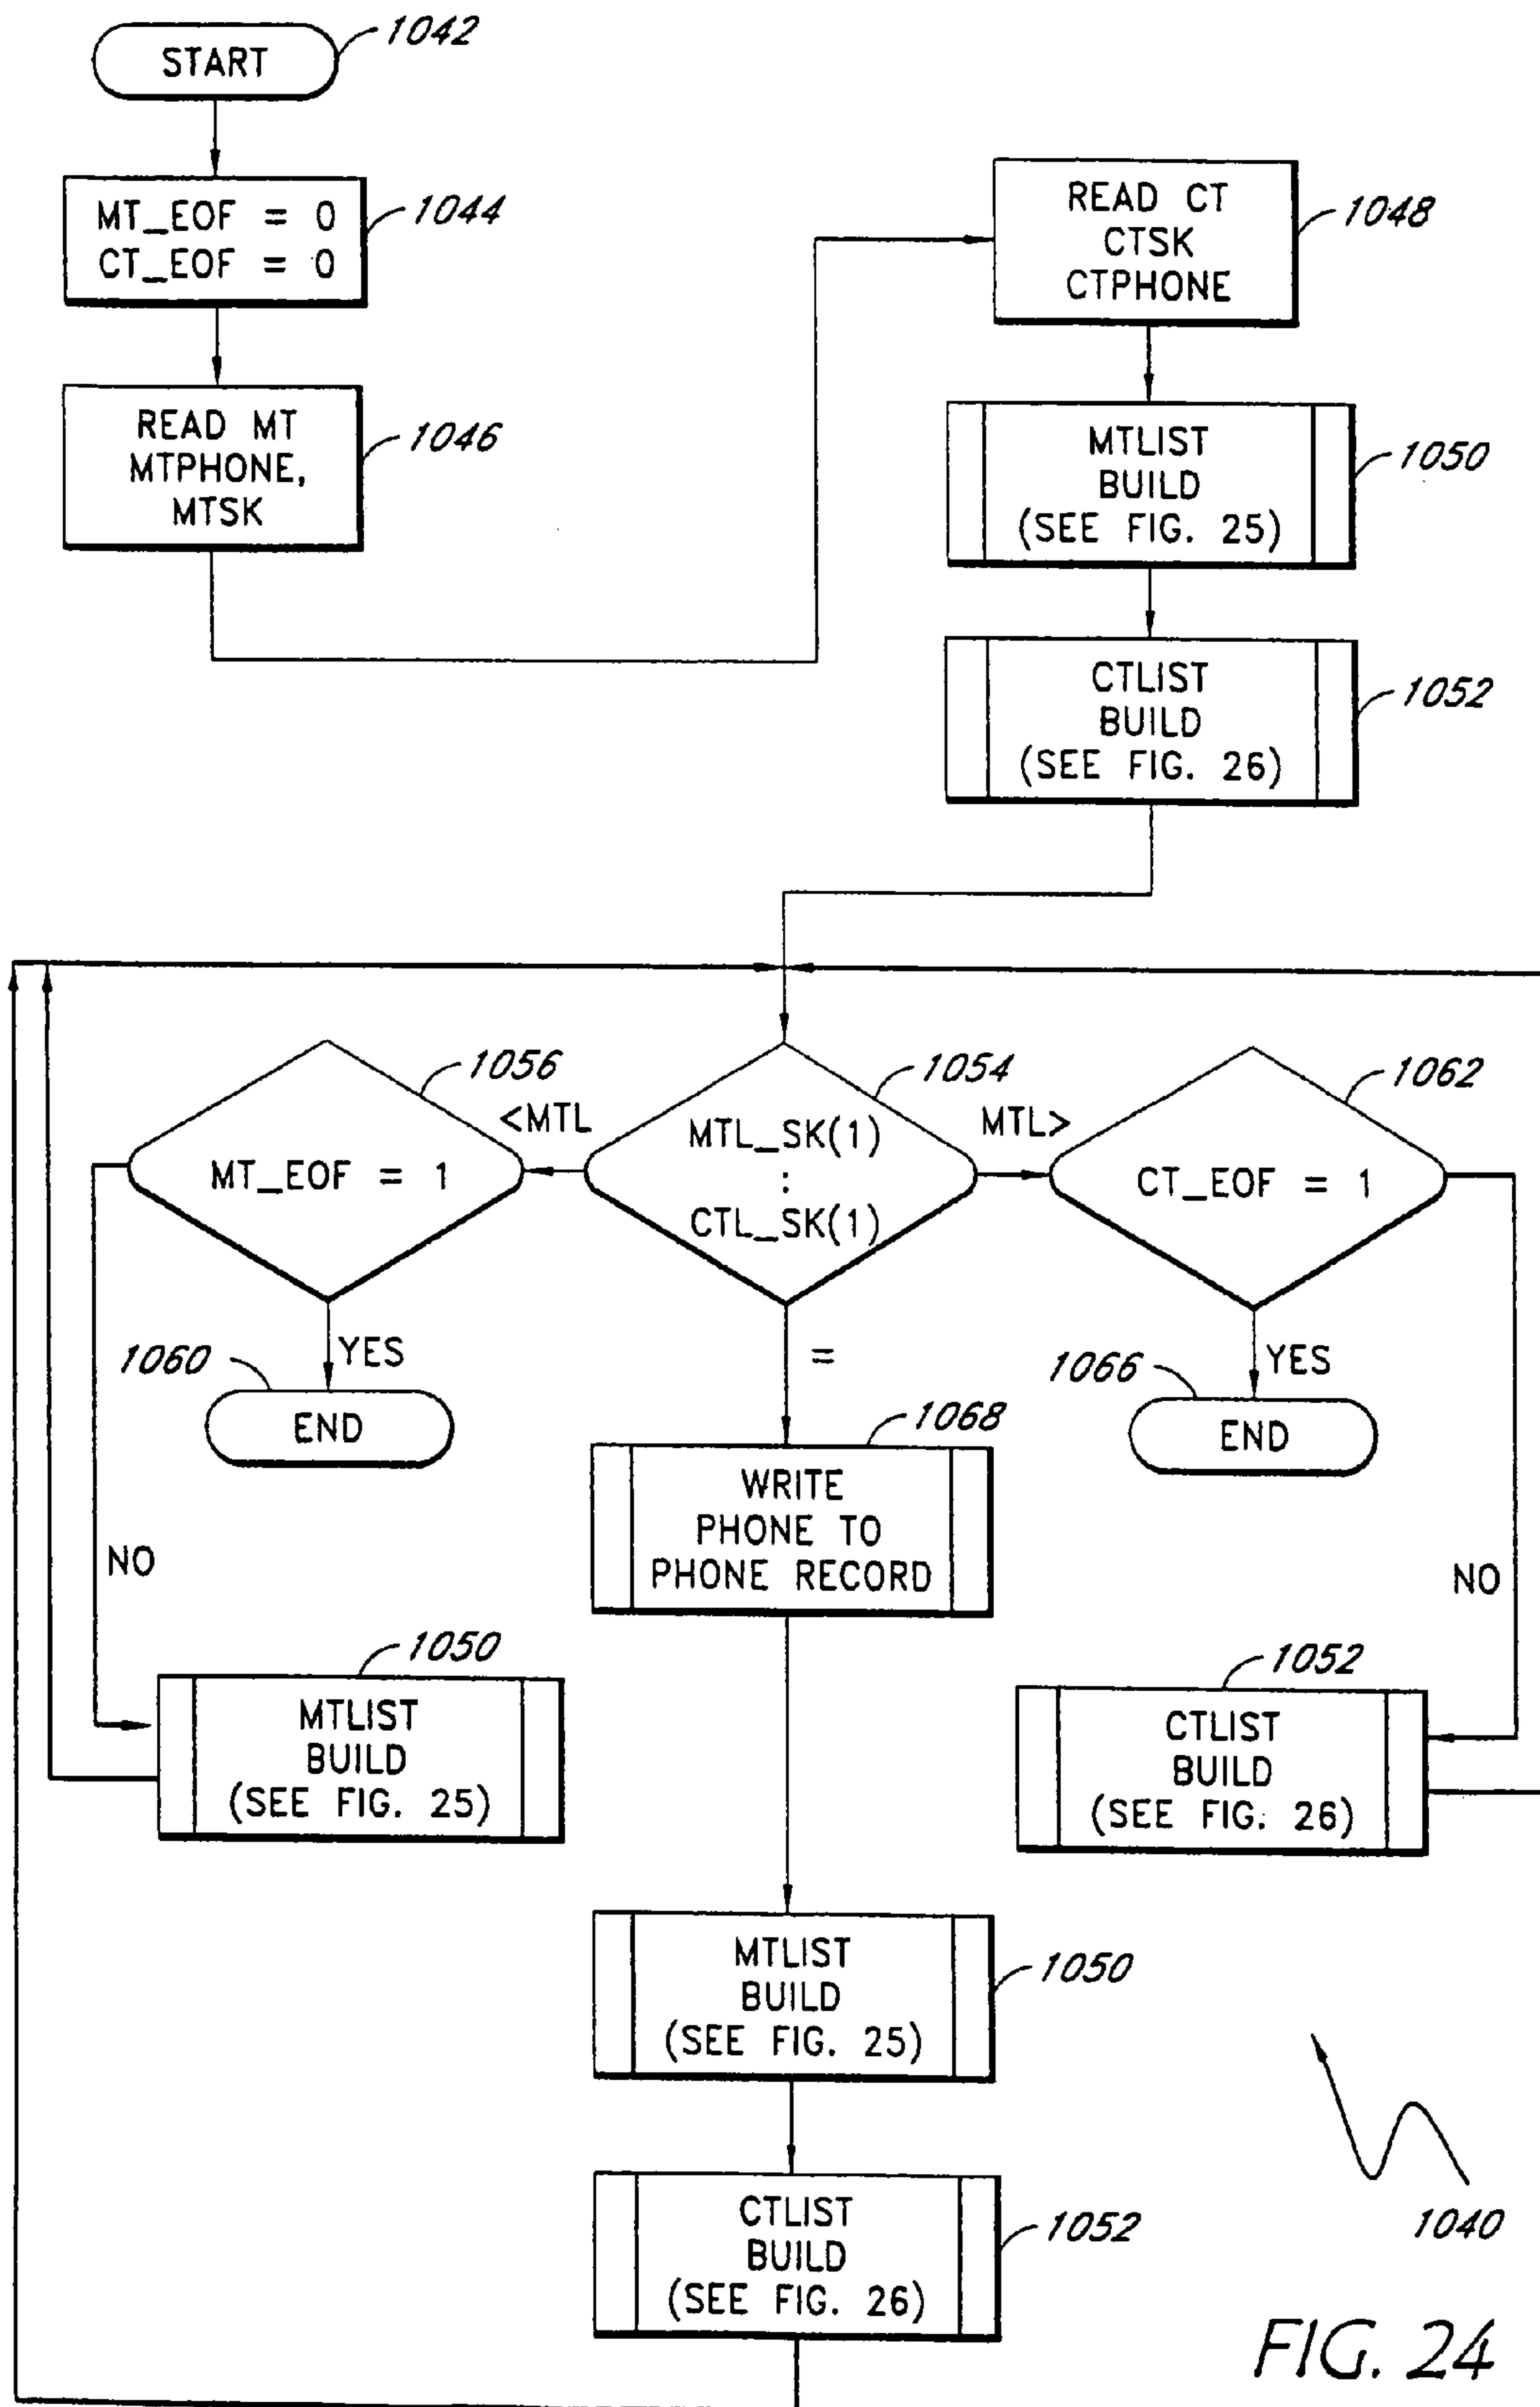 START
1042
MT_EOF = 0
CT_EOF = 0
1044
READ MT
MTPHONE,
MTSK
1046
READ CT
CTSK
CTPHONE
1048
MTLIST
BUILD
(SEE FIG. 25)
1050
CTLIST
BUILD
(SEE FIG. 26)
1052
MTL_SK(1)
:
CTL_SK(1)
1054
<MTL
MT_EOF = 1
1056
YES
1060
END
NO
MTLIST
BUILD
(SEE FIG. 25)
1050
MTL>
CT_EOF = 1
1062
YES
1066
END
NO
CTLIST
BUILD
(SEE FIG. 26)
1052
=
WRITE
PHONE TO
PHONE RECORD
1068
MTLIST
BUILD
(SEE FIG. 25)
1050
CTLIST
BUILD
(SEE FIG. 26)
1052
1040
FIG. 24